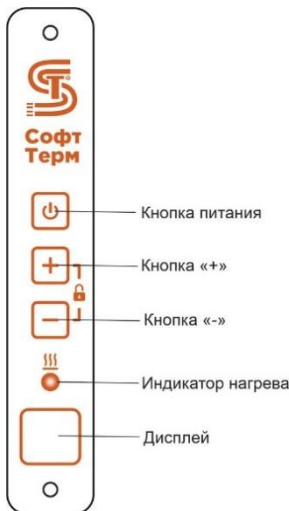 Софт
Терм
Кнопка питания
Кнопка «+»
Кнопка «-»
Индикатор нагрева
Дисплей